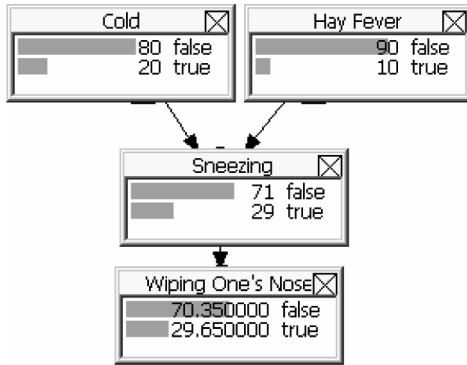 Cold
80 false
20 true
Hay Fever
90 false
10 true
Sneezing
71 false
29 true
Wiping One's Nose
70.350000 false
29.650000 true